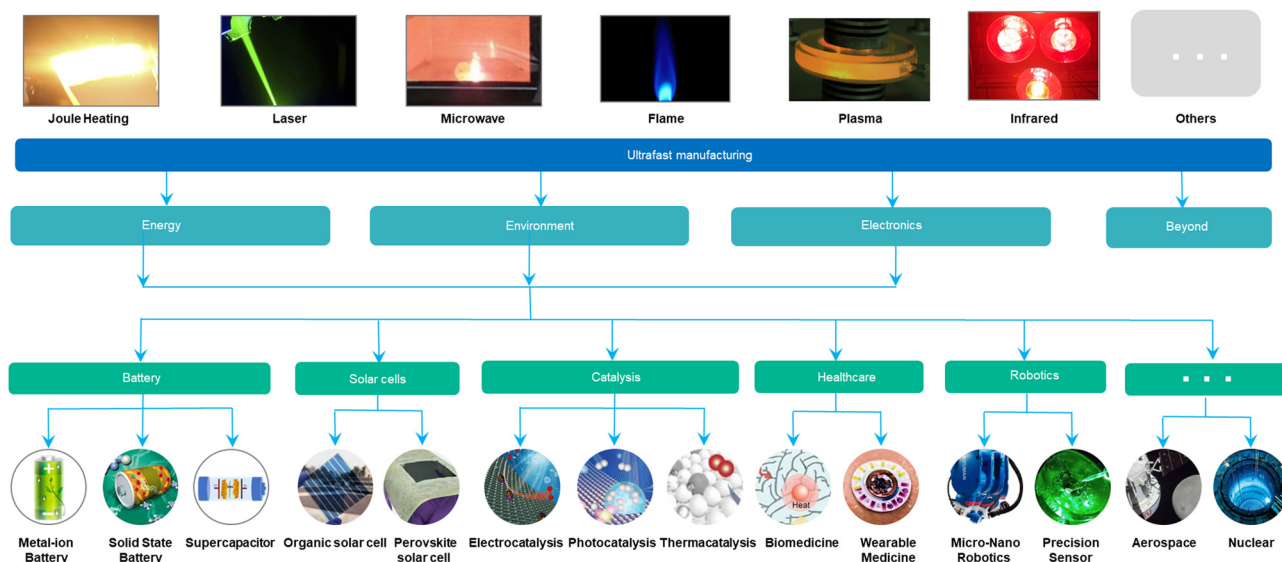 Joule Heating
Laser
Microwave
Flame
Plasma
Infrared
Others
Ultrafast manufacturing
Energy
Environment
Electronics
Beyond
Battery
Solar cells
Catalysis
Healthcare
Robotics
Heat
Metal-ion
Battery
Solid State
Battery
Supercapacitor
Organic solar cell
Perovskite
solar cell
Electrocatalysis
Photocatalysis
Thermacatalysis
Biomedicine
Wearable
Medicine
Micro-Nano
Robotics
Precision
Sensor
Aerospace
Nuclear